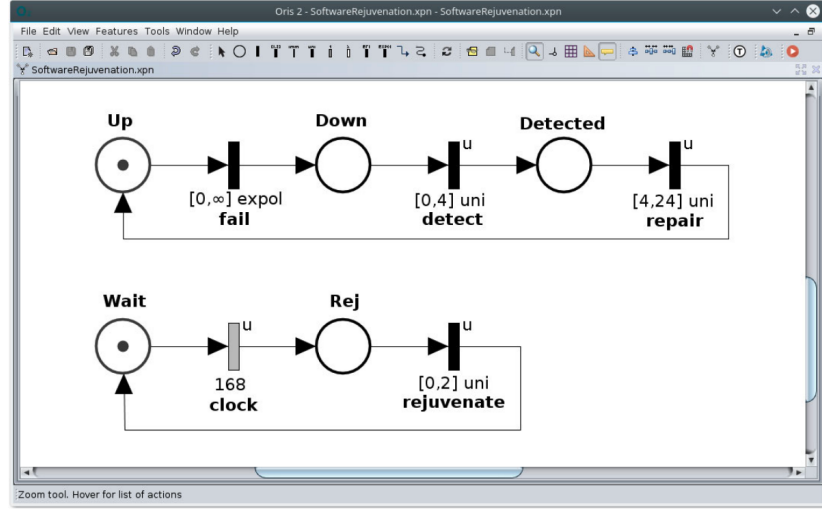 Oris 2 - SoftwareRejuvenation.xpn - SoftwareRejuvenation.xpn
File Edit View Features Tools Window Help
SoftwareRejuvenation.xpn
Up Down Detected
u u
[0,∞] expol [0,4] uni [4,24] uni
fail detect repair
Wait Rej
u u
168 [0,2] uni
clock rejuvenate
Zoom tool. Hover for list of actions